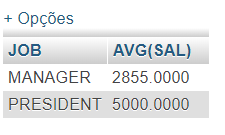 + Opções
JOB AVG(SAL)
MANAGER 2855.0000
PRESIDENT 5000.0000